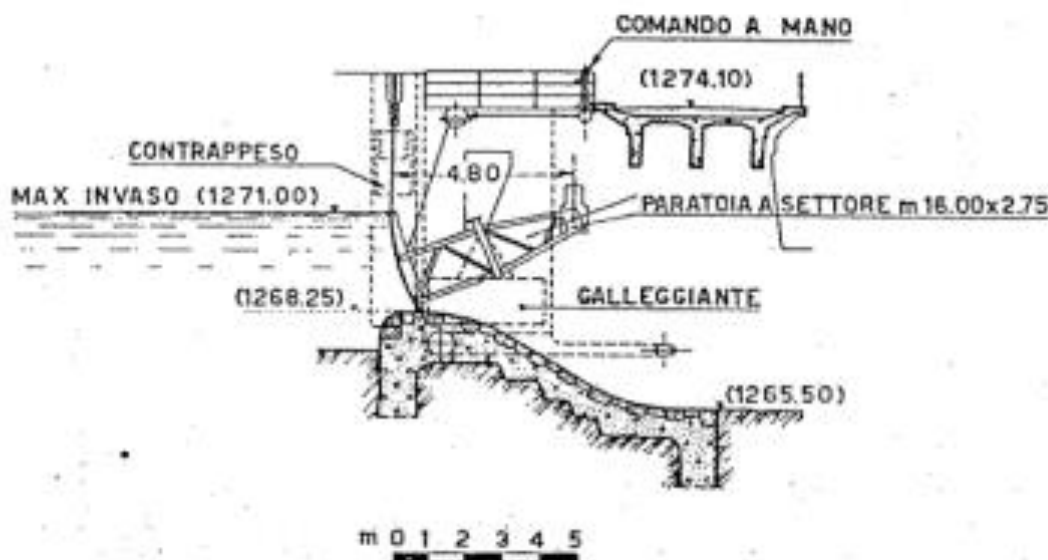 COMANDO A MANO
(1274.10)
CONTRAPPESO
4.80
MAX INVASO (1271.00)
PARATOIA A SETTORE m 16.00x2.75
(1268.25)
GALLEGGIANTE
(1265.50)
m 0 1 2 3 4 5